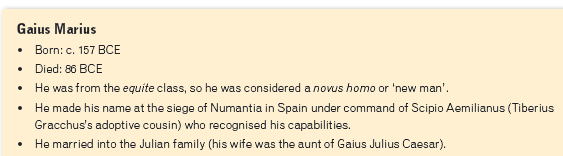 Gaius Marius
• Born: c. 157 BCE
• Died: 86 BCE
• He was from the equite class, so he was considered a novus homo or ‘new man’.
• He made his name at the siege of Numantia in Spain under command of Scipio Aemilianus (Tiberius
Gracchus’s adoptive cousin) who recognised his capabilities.
• He married into the Julian family (his wife was the aunt of Gaius Julius Caesar).